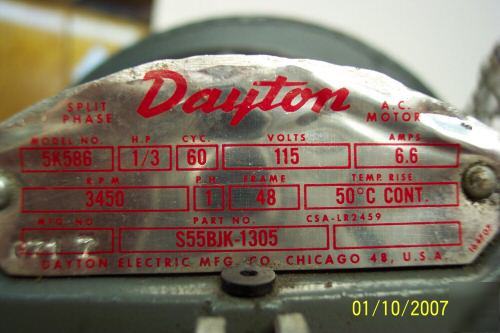 Dayton
SPLIT PHASE
A.C. MOTOR
MODEL NO. H.P. CYC. VOLTS AMPS
5K586 1/3 60 115 6.6
R.P.M. PH. FRAME TEMP. RISE
3450 1 48 50°C CONT.
MFG. NO. PART NO. CSA-LR2459
S55BJK-1305
DAYTON ELECTRIC MFG. CO., CHICAGO 48, U.S.A.
01/10/2007